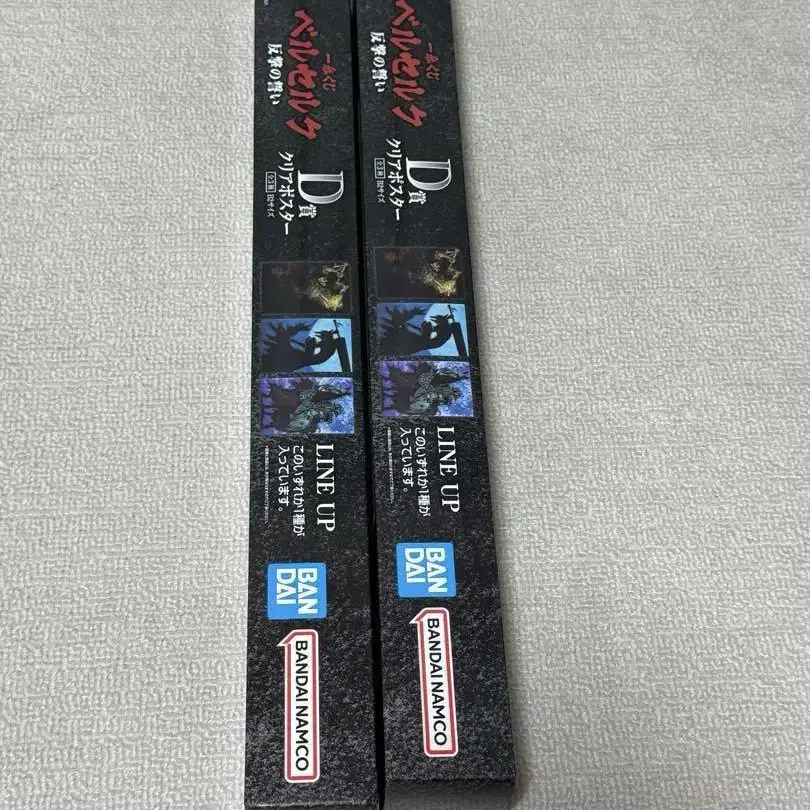 一番くじ
ベルセルク
反撃の誓い
D賞
クリアポスター
全3種 B2サイズ
LINE UP
このいずれか1種が
入っています。
BAN
DAI
BANDAI NAMCO
一番くじ
ベルセルク
反撃の誓い
D賞
クリアポスター
全3種 B2サイズ
LINE UP
このいずれか1種が
入っています。
BAN
DAI
BANDAI NAMCO